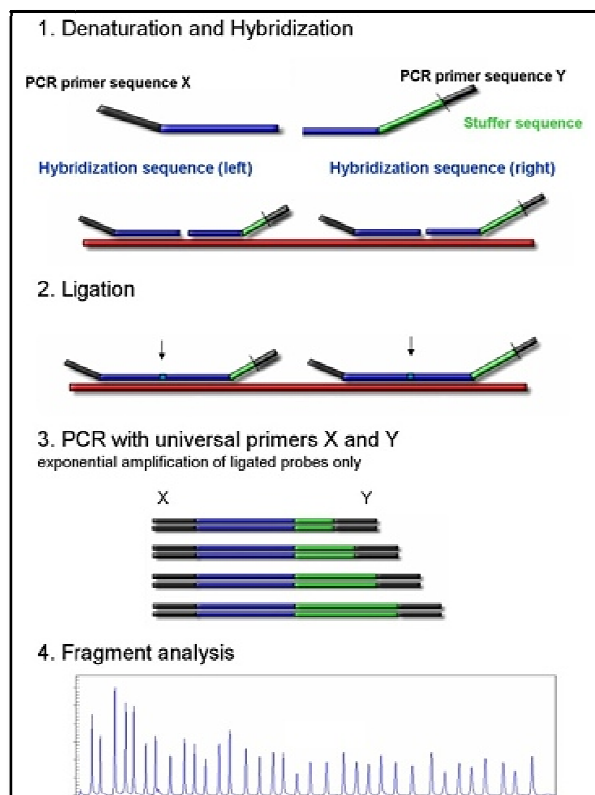 1. Denaturation and Hybridization
PCR primer sequence X
PCR primer sequence Y
Stuffer sequence
Hybridization sequence (left)
Hybridization sequence (right)
2. Ligation
3. PCR with universal primers X and Y
exponential amplification of ligated probes only
X
Y
4. Fragment analysis